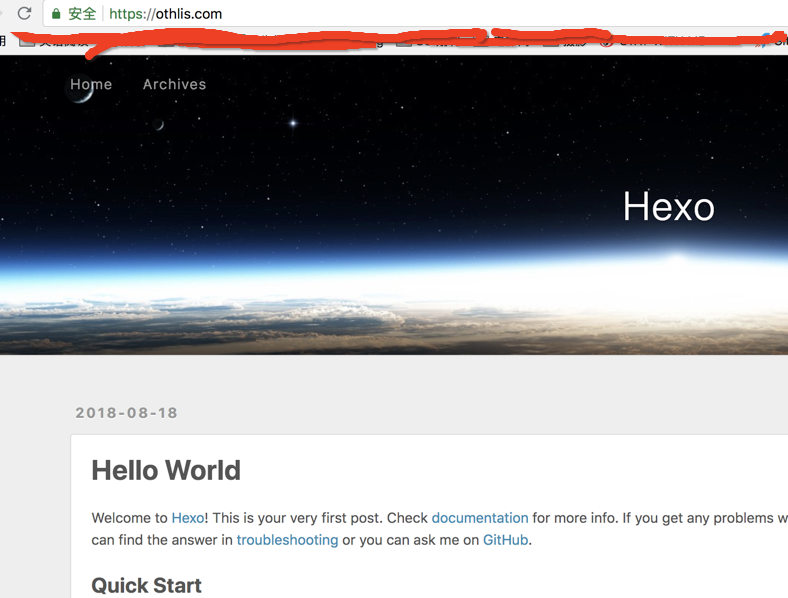 安全 https://othlis.com
Home Archives
Hexo
2018-08-18
Hello World
Welcome to Hexo! This is your very first post. Check documentation for more info. If you get any problems w
can find the answer in troubleshooting or you can ask me on GitHub.
Quick Start